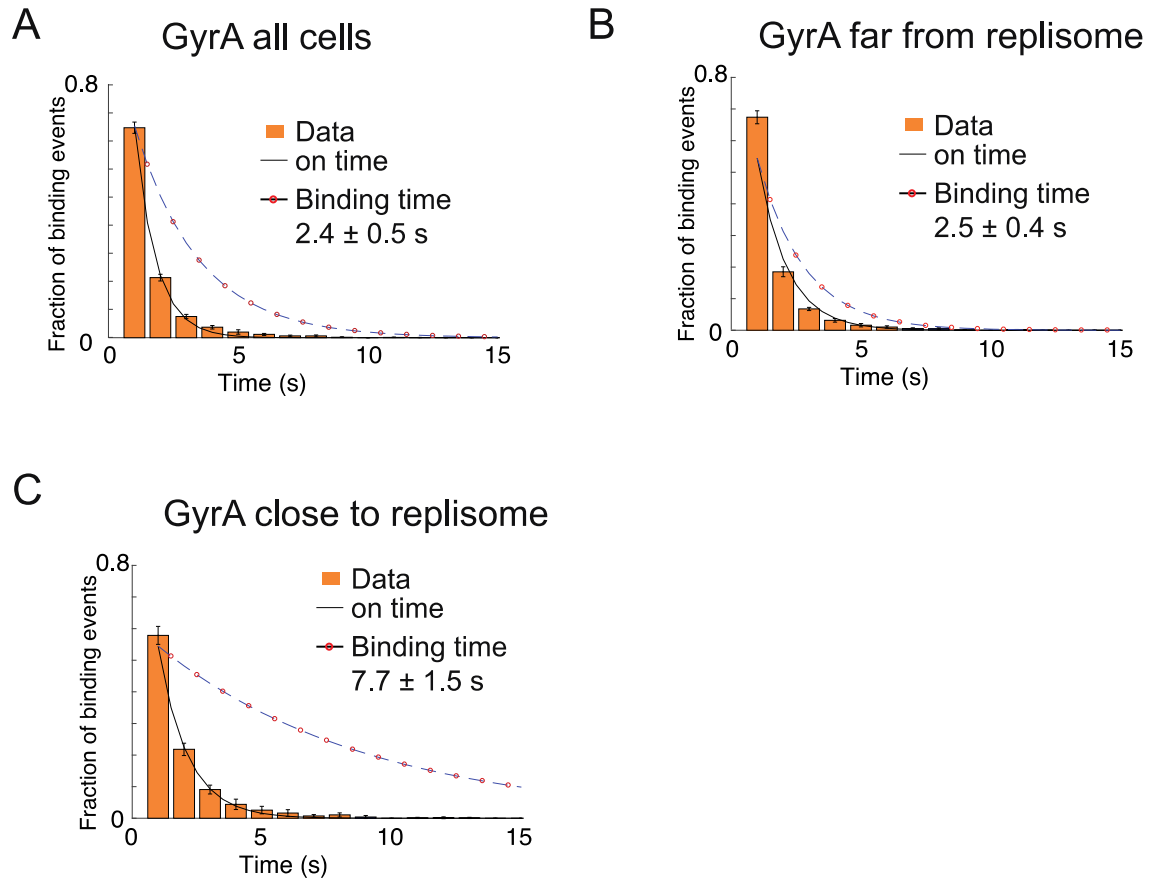 A
GyrA all cells
0.8
Fraction of binding events
Data
on time
Binding time
2.4 ± 0.5 s
0
0
5
10
15
Time (s)
B
GyrA far from replisome
0.8
Fraction of binding events
Data
on time
Binding time
2.5 ± 0.4 s
0
0
5
10
15
Time (s)
C
GyrA close to replisome
0.8
Fraction of binding events
Data
on time
Binding time
7.7 ± 1.5 s
0
0
5
10
15
Time (s)